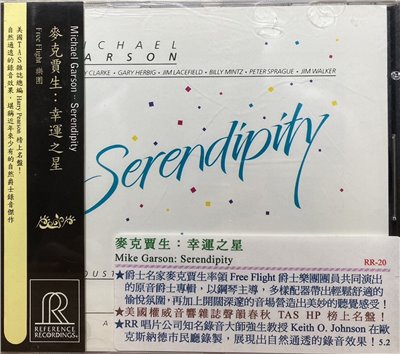 美國TAS雜誌總編Harry Pearson榜上名盤！
自然通透的錄音效果，堪稱近年來少有的自然爵士錄音傑作
麥克賈生：幸運之星
Free Flight 樂團
Michael Garson：Serendipity
REFERENCE
RECORDINGS
MICHAEL
GARSON
Y CLARKE • GARY HERBIG • JIM LACEFIELD • BILLY MINTZ • PETER SPRAGUE • JIM WALKER
Serendipity
OUST
A
麥克賈生：幸運之星
Mike Garson: Serendipity
RR-20
★爵士名家麥克賈生率領 Free Flight 爵士樂團團員共同演出
的原音爵士專輯，以鋼琴主導，多樣配器帶出輕鬆舒適的
愉悅氛圍，再加上開闊深邃的音場營造出美妙的聽覺感受！
★美國權威音響雜誌聲韻春秋 TAS HP 榜上名盤！
★RR 唱片公司知名錄音大師強生教授 Keith O. Johnson 在歐
克斯納德市民廳錄製，展現出自然通透的錄音效果！5.2